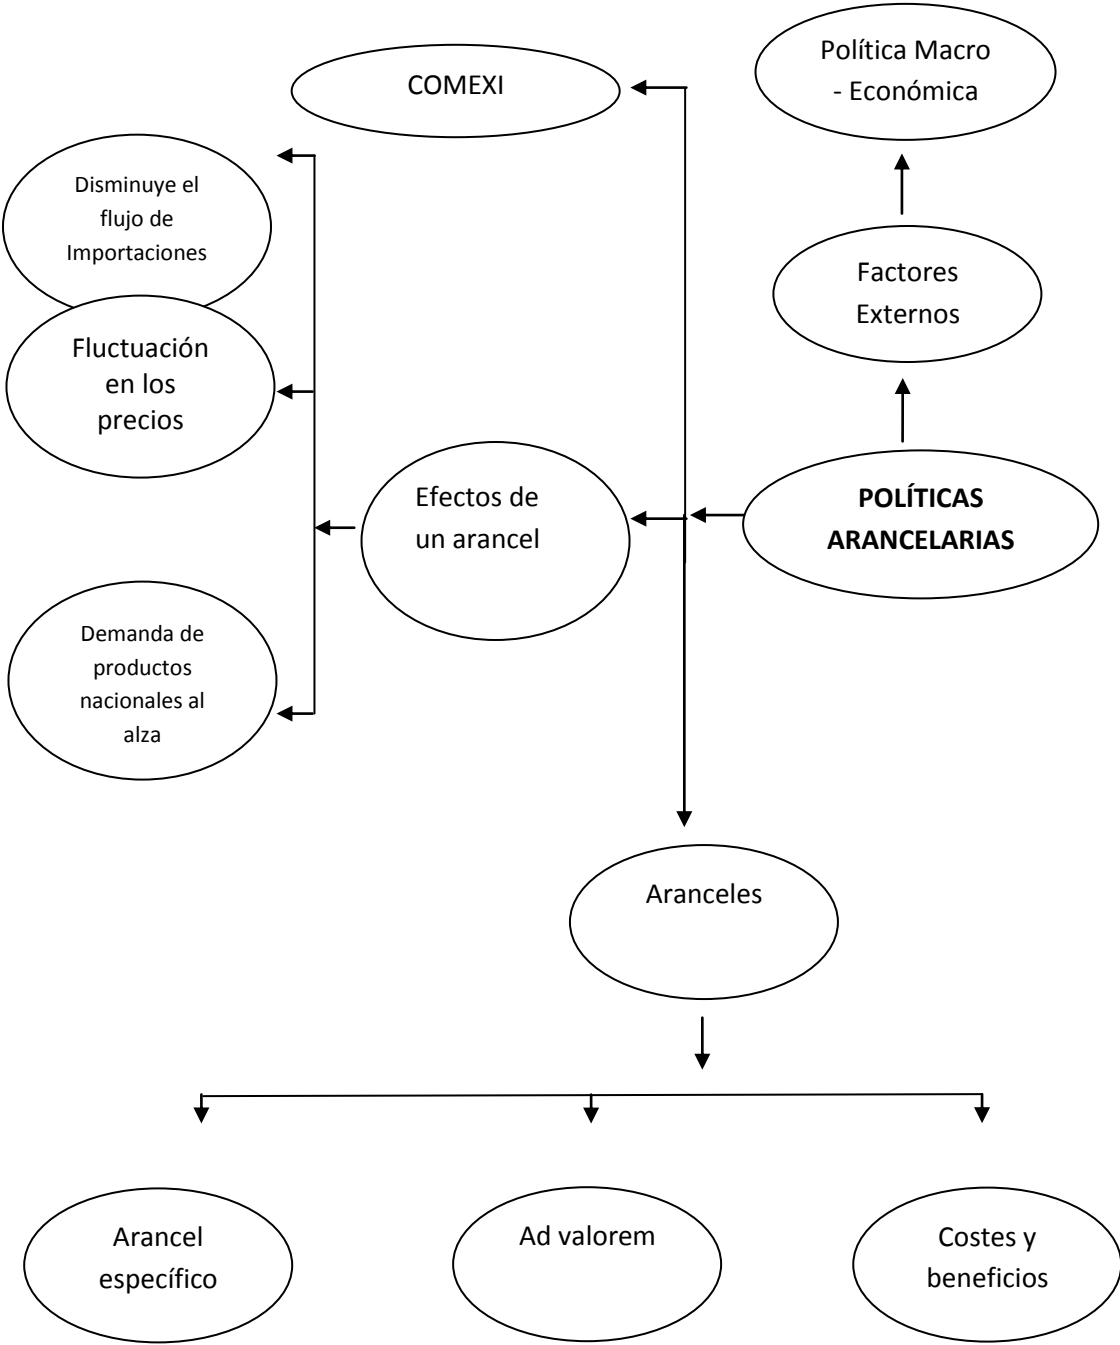 Política Macro
- Económica
COMEXI
Disminuye el
flujo de
Importaciones
Factores
Externos
Fluctuación
en los
precios
Efectos de
un arancel
POLÍTICAS
ARANCELARIAS
Demanda de
productos
nacionales al
alza
Aranceles
Arancel
específico
Ad valorem
Costes y
beneficios